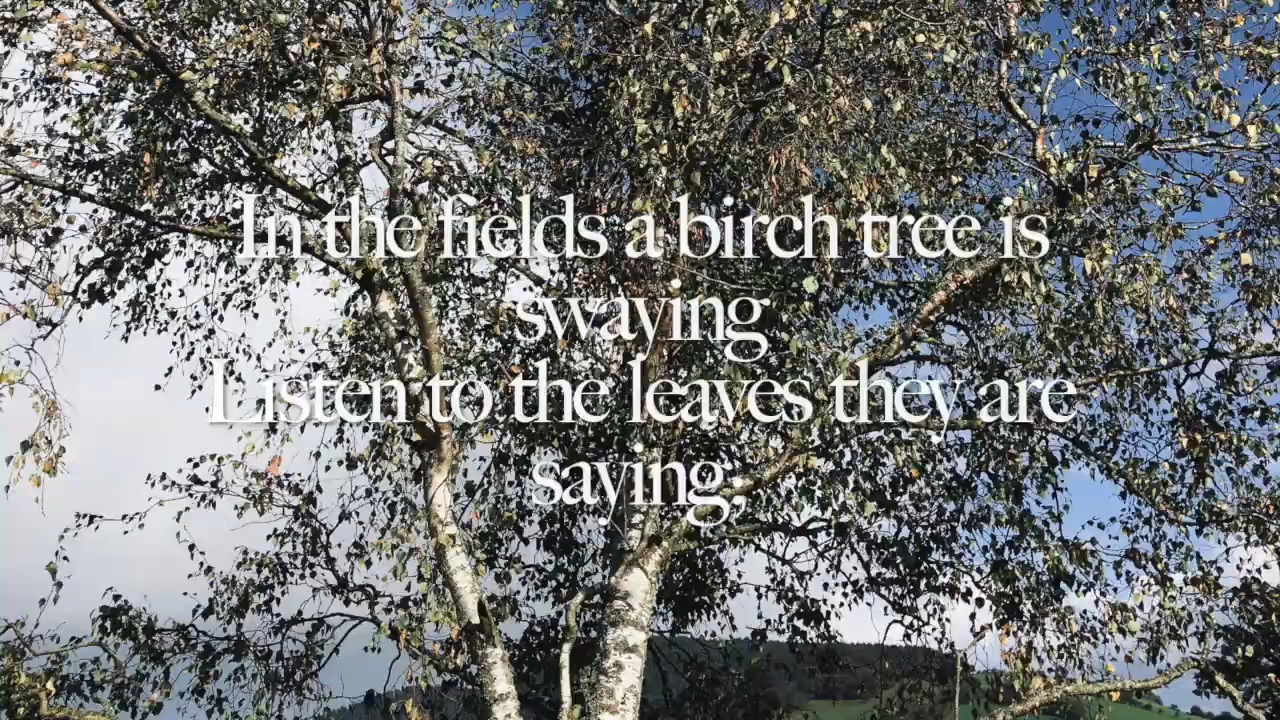 In the fields a birch tree is
swaying
Listen to the leaves they are
saying;